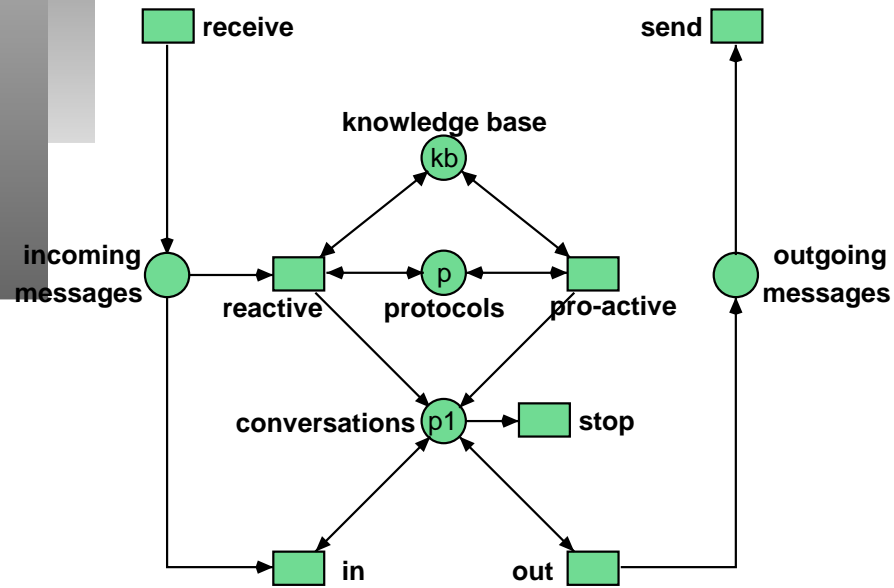 receive
send
knowledge base
kb
incoming
messages
reactive
p
protocols
pro-active
outgoing
messages
conversations
p1
stop
in
out